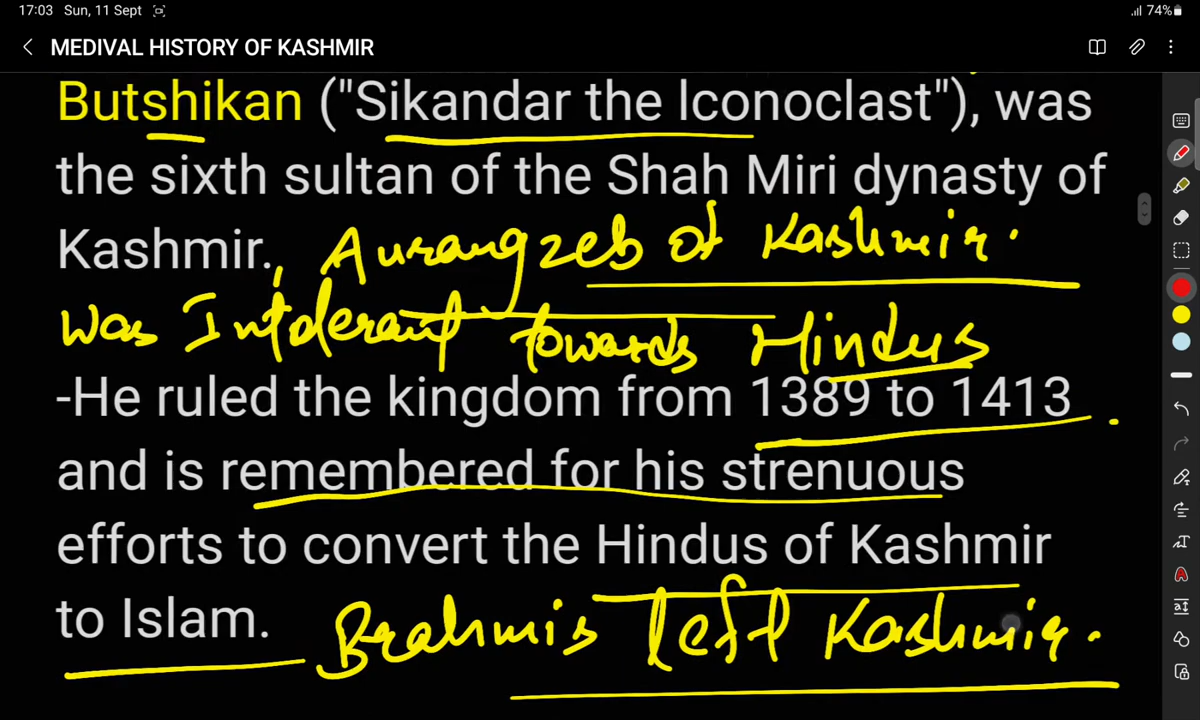 17:03 Sun, 11 Sept 74%
MEDIVAL HISTORY OF KASHMIR
Butshikan ("Sikandar the Iconoclast"), was
the sixth sultan of the Shah Miri dynasty of
Kashmir., Aurangzeb of Kashmir.
was Intolerant towards Hindus
-He ruled the kingdom from 1389 to 1413
and is remembered for his strenuous
efforts to convert the Hindus of Kashmir
to Islam. Brahmis left Kashmir.